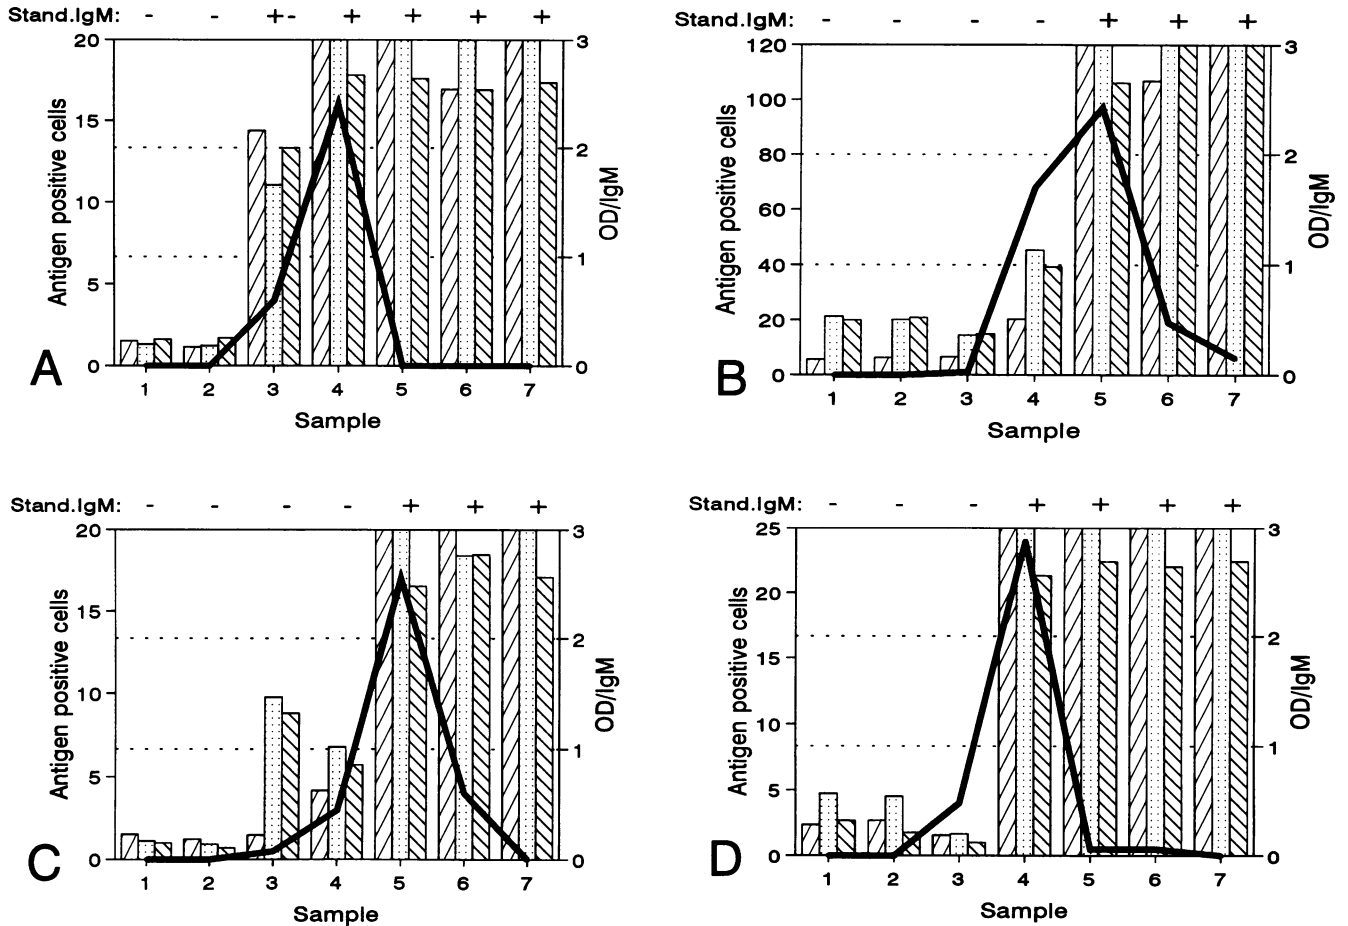 Stand.IgM: - - +- + + + +
20 3
15 2
10
5 1
0 0
Antigen positive cells
OD/IgM
A
1 2 3 4 5 6 7
Sample
Stand.IgM: - - - - + + +
120 3
100
80 2
60
40 1
20
0 0
Antigen positive cells
OD/IgM
B
1 2 3 4 5 6 7
Sample
Stand.IgM: - - - - + + +
20 3
15 2
10
5 1
0 0
Antigen positive cells
OD/IgM
C
1 2 3 4 5 6 7
Sample
Stand.IgM: - - - + + + +
25 3
20
15 2
10
5 1
0 0
Antigen positive cells
OD/IgM
D
1 2 3 4 5 6 7
Sample